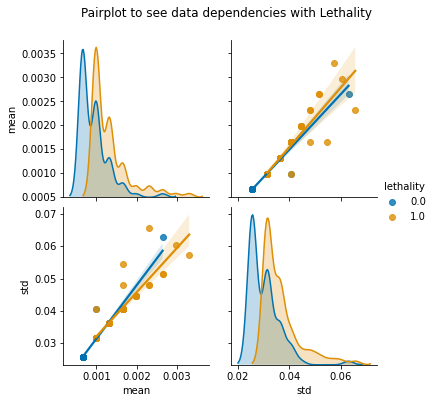 Pairplot to see data dependencies with Lethality
0.0035
0.0030
0.0025
0.0020
0.0015
0.0010
0.0005
mean
lethality
0.0
1.0
0.07
0.06
0.05
0.04
0.03
std
0.001 0.002 0.003
mean
0.02 0.04 0.06
std